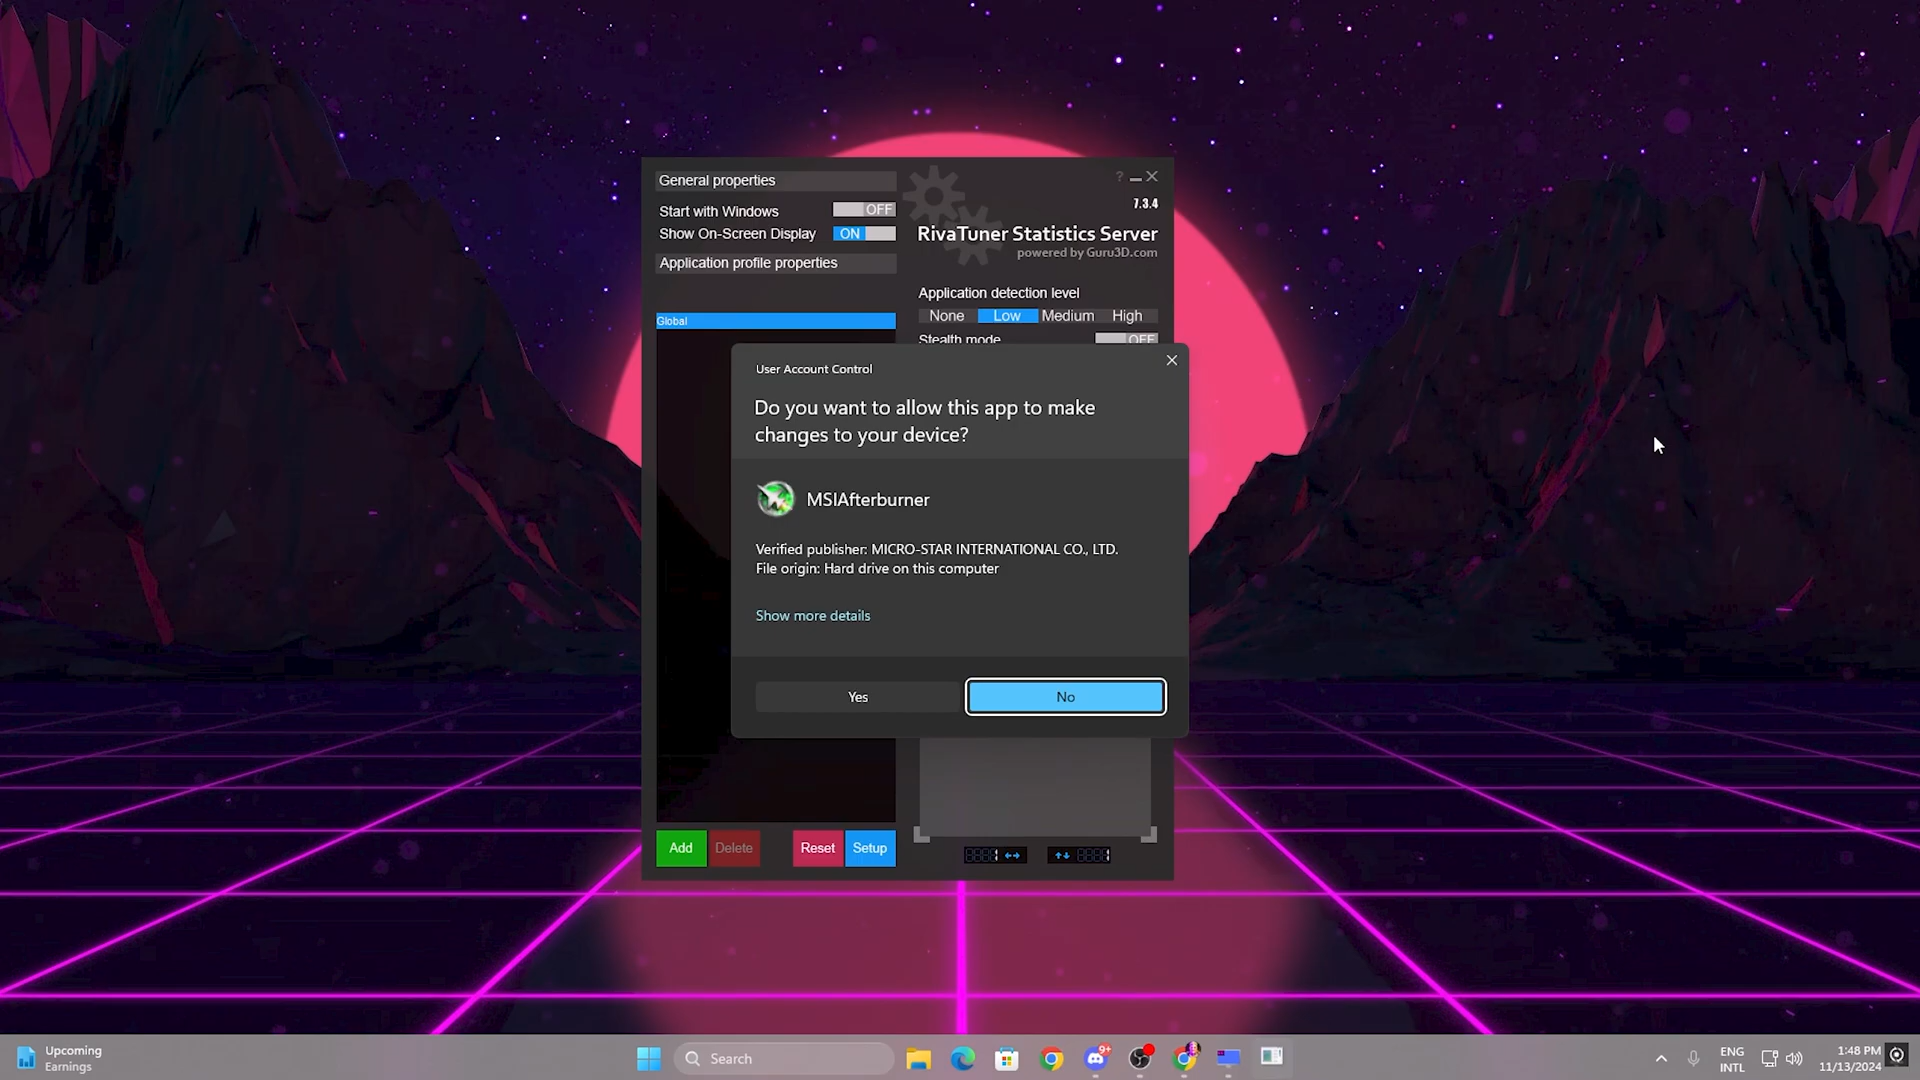 General properties
Start with Windows
OFF
Show On-Screen Display
ON
Application profile properties
Global
?
7.3.4
RivaTuner Statistics Server
powered by Guru3D.com
Application detection level
None
Low
Medium
High
Stealth mode
OFF
User Account Control
Do you want to allow this app to make
changes to your device?
MSIAfterburner
Verified publisher: MICRO-STAR INTERNATIONAL CO., LTD.
File origin: Hard drive on this computer
Show more details
Yes
No
Add
Delete
Reset
Setup
1
1
Upcoming
Earnings
Search
9+
ENG
INTL
1:48 PM
11/13/2024